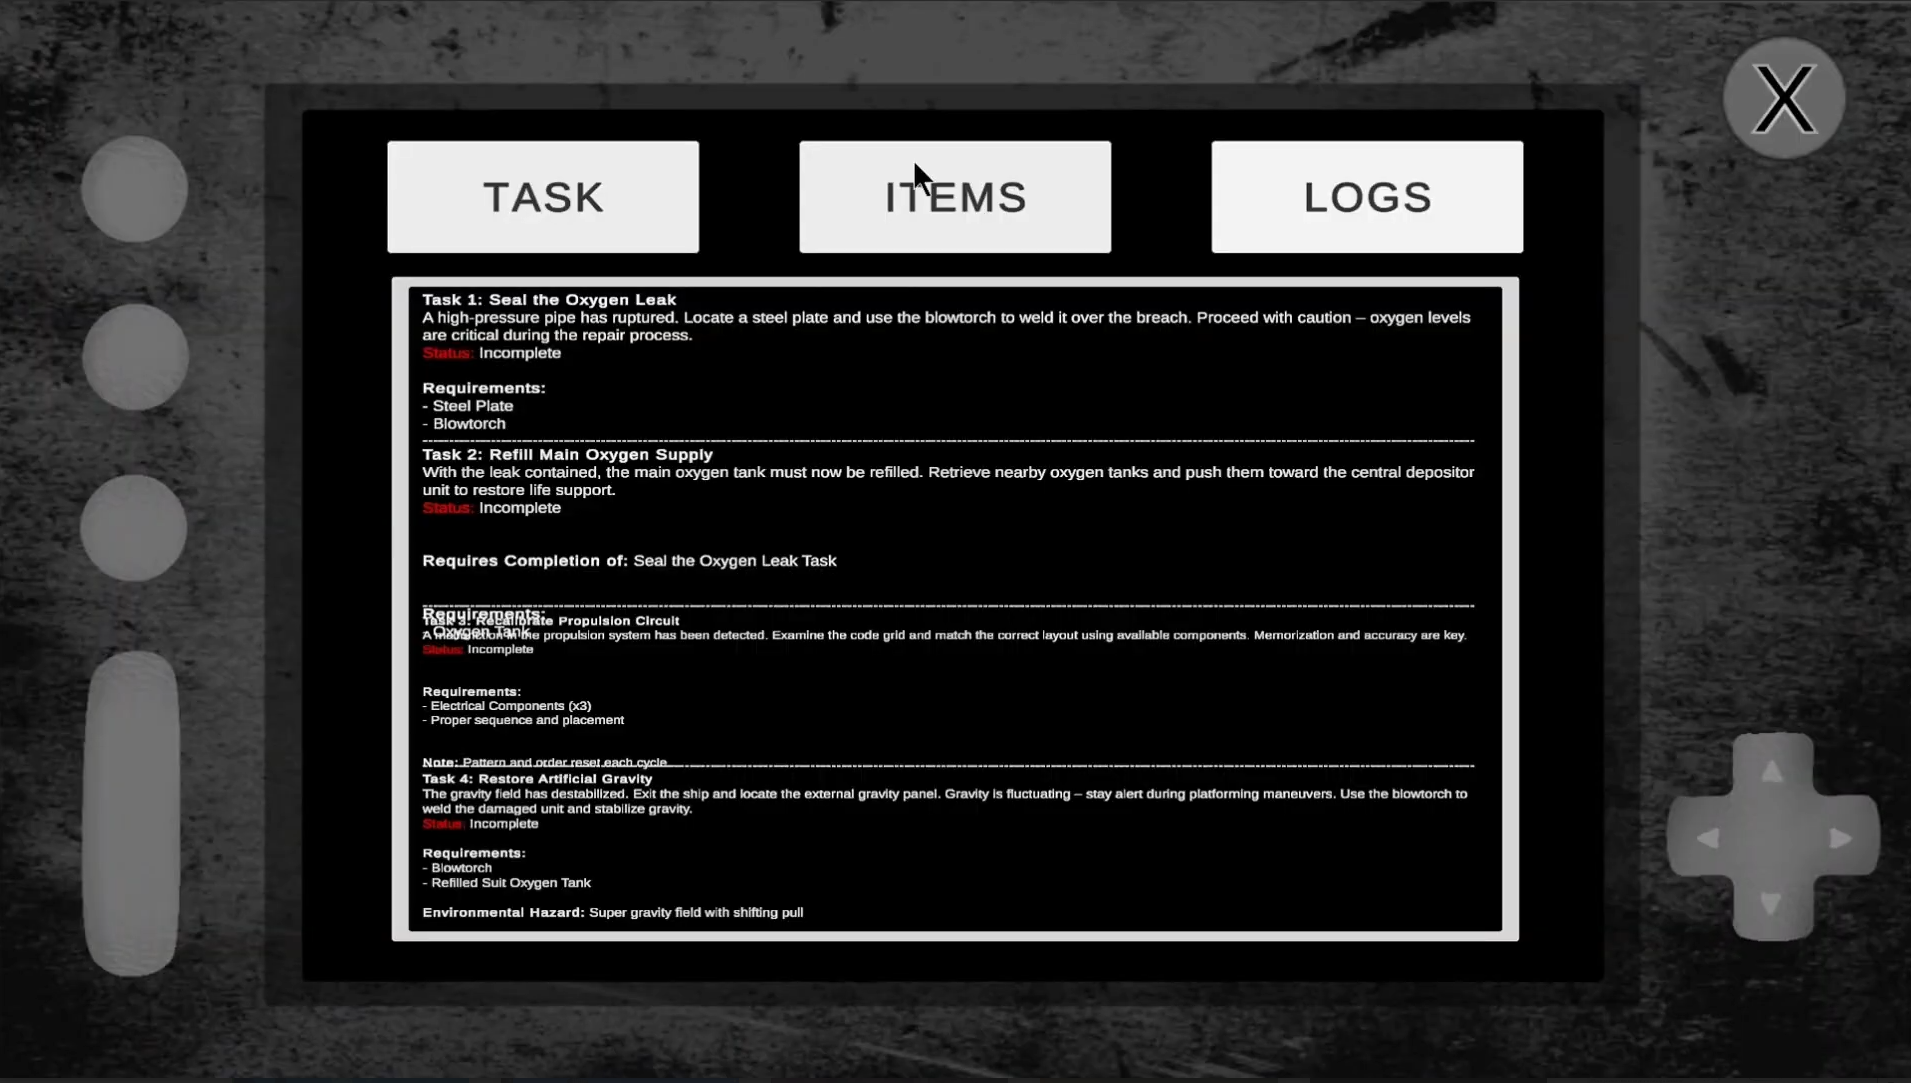 X
TASK
ITEMS
LOGS
Task 1: Seal the Oxygen Leak
A high-pressure pipe has ruptured. Locate a steel plate and use the blowtorch to weld it over the breach. Proceed with caution – oxygen levels
are critical during the repair process.
Status: Incomplete
Requirements:
- Steel Plate
- Blowtorch
Task 2: Refill Main Oxygen Supply
With the leak contained, the main oxygen tank must now be refilled. Retrieve nearby oxygen tanks and push them toward the central depositor
unit to restore life support.
Status: Incomplete
Requires Completion of: Seal the Oxygen Leak Task
Requirements:
- Oxygen Tank
Task 3: Recalibrate Propulsion Circuit
A malfunction in the propulsion system has been detected. Examine the code grid and match the correct layout using available components. Memorization and accuracy are key.
Status: Incomplete
Requirements:
- Electrical Components (x3)
- Proper sequence and placement
Note: Pattern and order reset each cycle
Task 4: Restore Artificial Gravity
The gravity field has destabilized. Exit the ship and locate the external gravity panel. Gravity is fluctuating – stay alert during platforming maneuvers. Use the blowtorch to
weld the damaged unit and stabilize gravity.
Status: Incomplete
Requirements:
- Blowtorch
- Refilled Suit Oxygen Tank
Environmental Hazard: Super gravity field with shifting pull